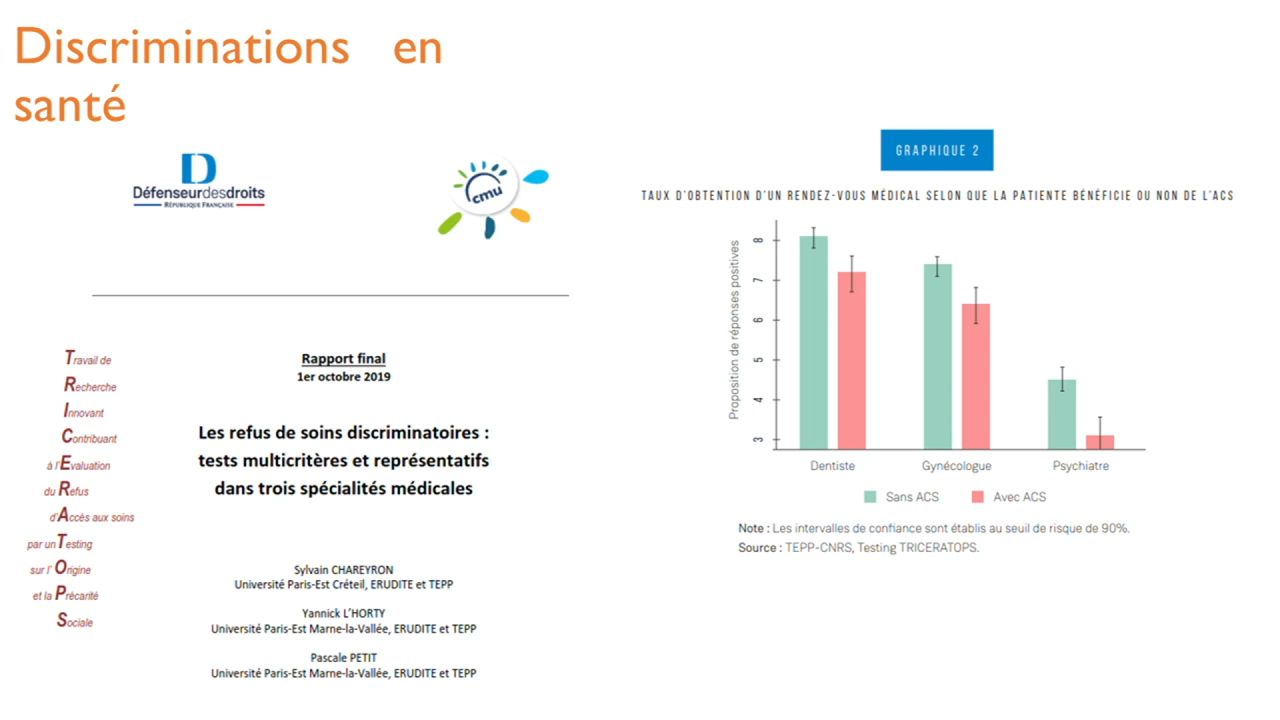 Discriminations en
santé
D
Défenseurdesdroits
RÉPUBLIQUE FRANÇAISE
cmu
Rapport final
1er octobre 2019
Travail de
Recherche
Innovant
Contribuant
à l'Evaluation
du Refus
d'Accès aux soins
par un Testing
sur l' Origine
et la Précarité
Sociale
Les refus de soins discriminatoires :
tests multicritères et représentatifs
dans trois spécialités médicales
Sylvain CHAREYRON
Université Paris-Est Créteil, ERUDITE et TEPP
Yannick L'HORTY
Université Paris-Est Marne-la-Vallée, ERUDITE et TEPP
Pascale PETIT
Université Paris-Est Marne-la-Vallée, ERUDITE et TEPP
GRAPHIQUE 2
TAUX D'OBTENTION D'UN RENDEZ-VOUS MÉDICAL SELON QUE LA PATIENTE BÉNÉFICIE OU NON DE L'ACS
Proposition de réponses positives
8
7
6
5
4
3
Dentiste Gynécologue Psychiatre
Sans ACS Avec ACS
Note : Les intervalles de confiance sont établis au seuil de risque de 90%.
Source : TEPP-CNRS, Testing TRICERATOPS.